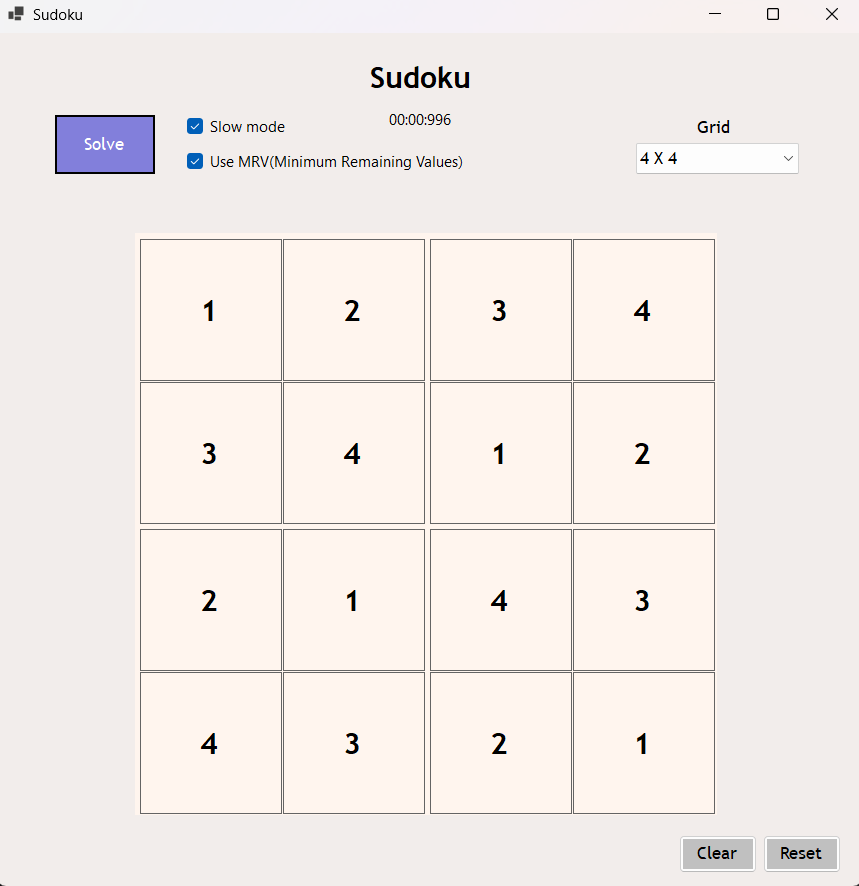 Sudoku
Sudoku
Solve
Slow mode
00:00:996
Use MRV(Minimum Remaining Values)
Grid
4 X 4
1 2 3 4
3 4 1 2
2 1 4 3
4 3 2 1
Clear Reset